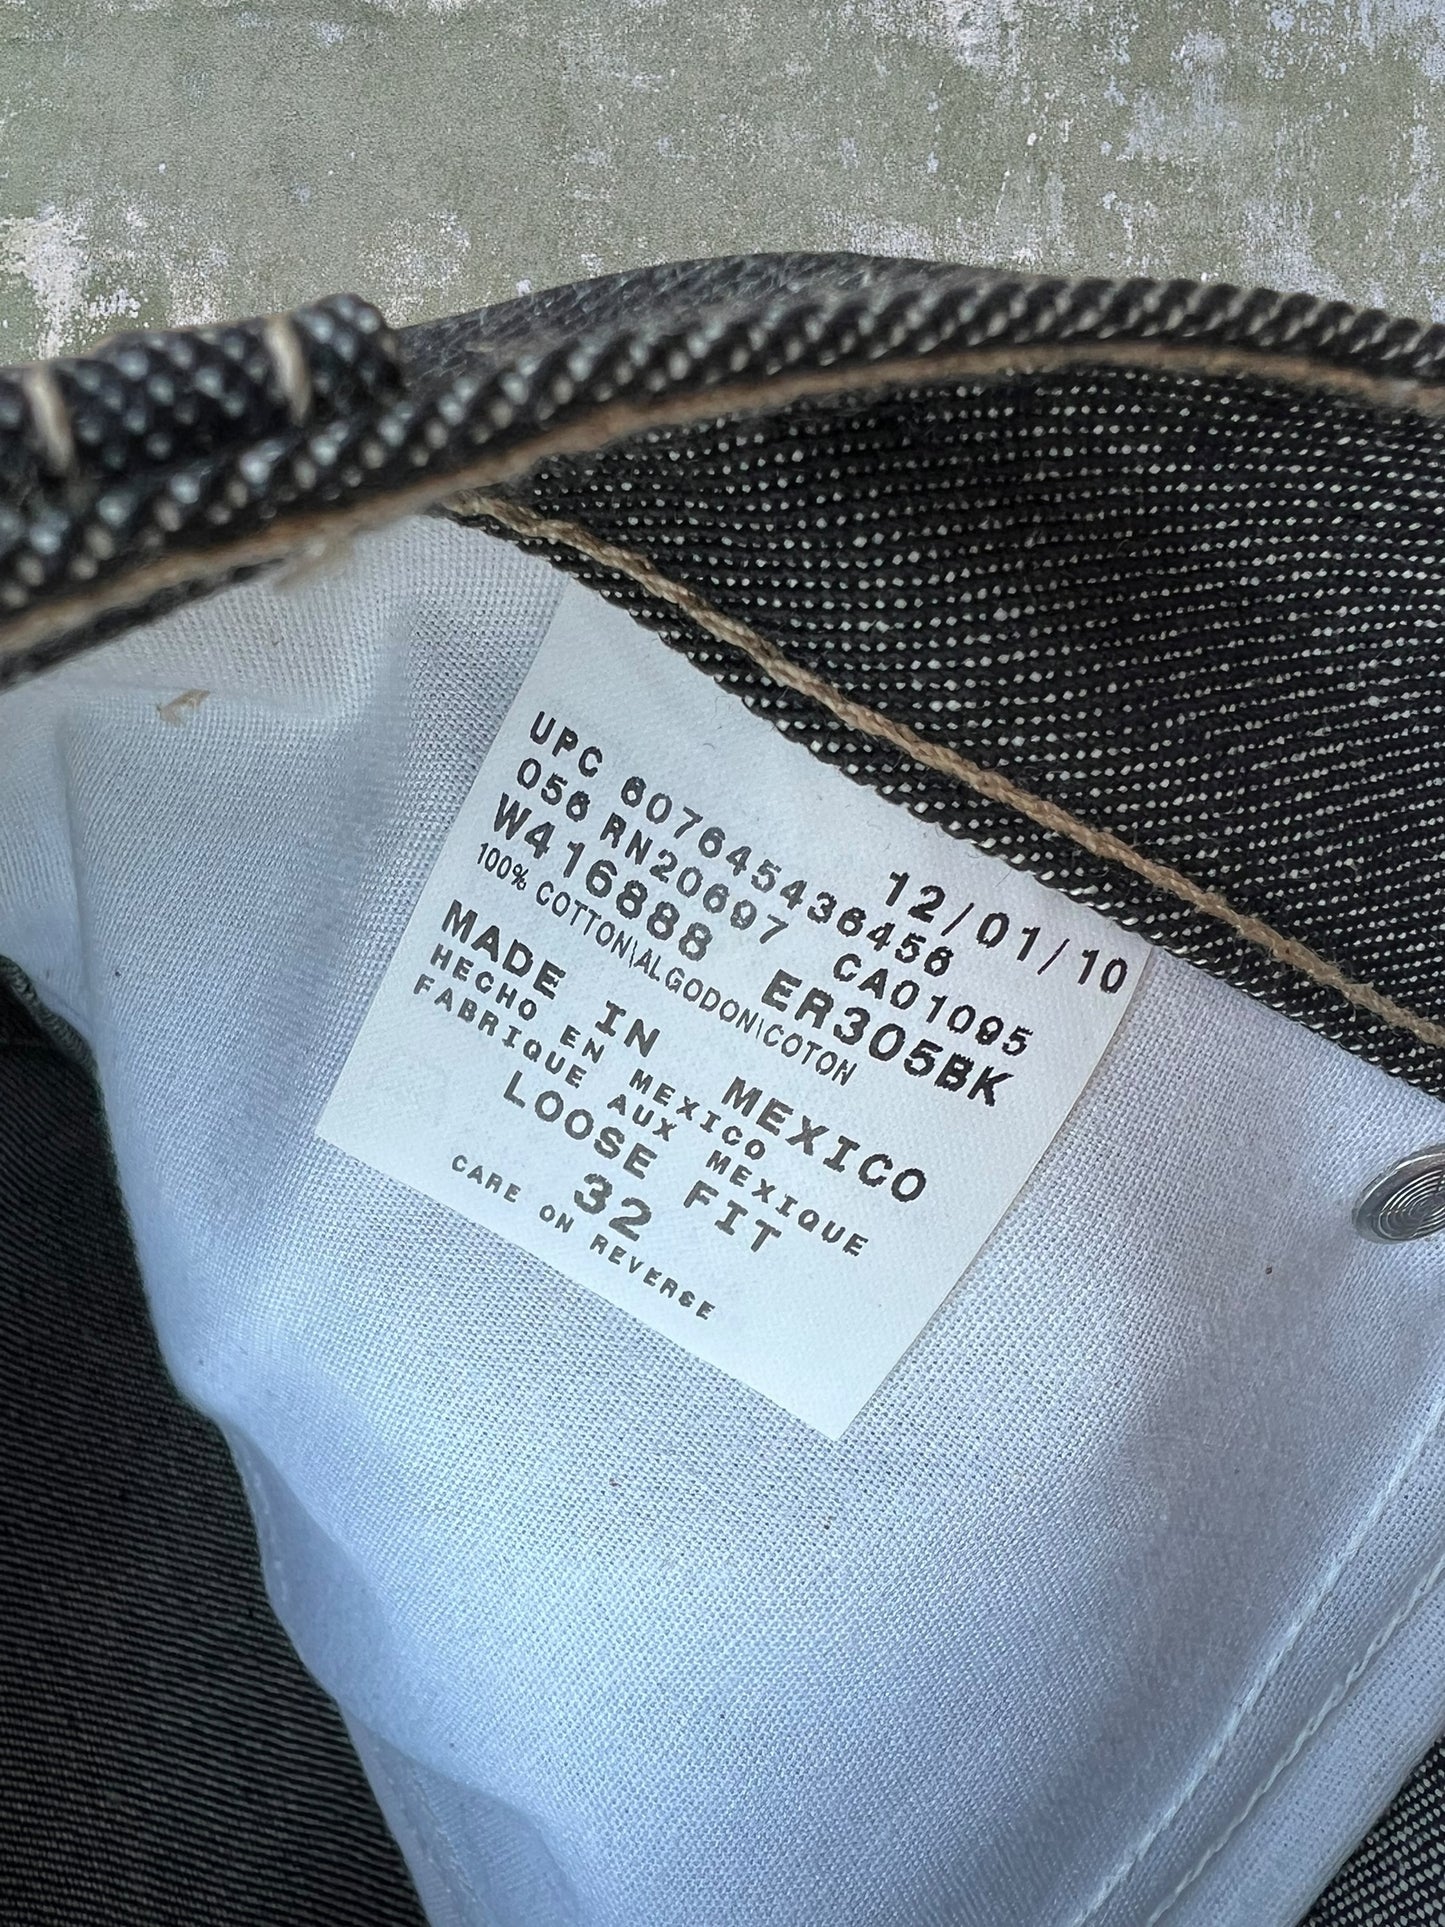 12/01/10
UPC 607645436456
056 RN20697 CA01095
W416888 ER305BK
100% COTTON\ALGODON\COTON
MADE IN MEXICO
HECHO EN MEXICO
FABRIQUE AUX MEXIQUE
LOOSE FIT
32
CARE ON REVERSE